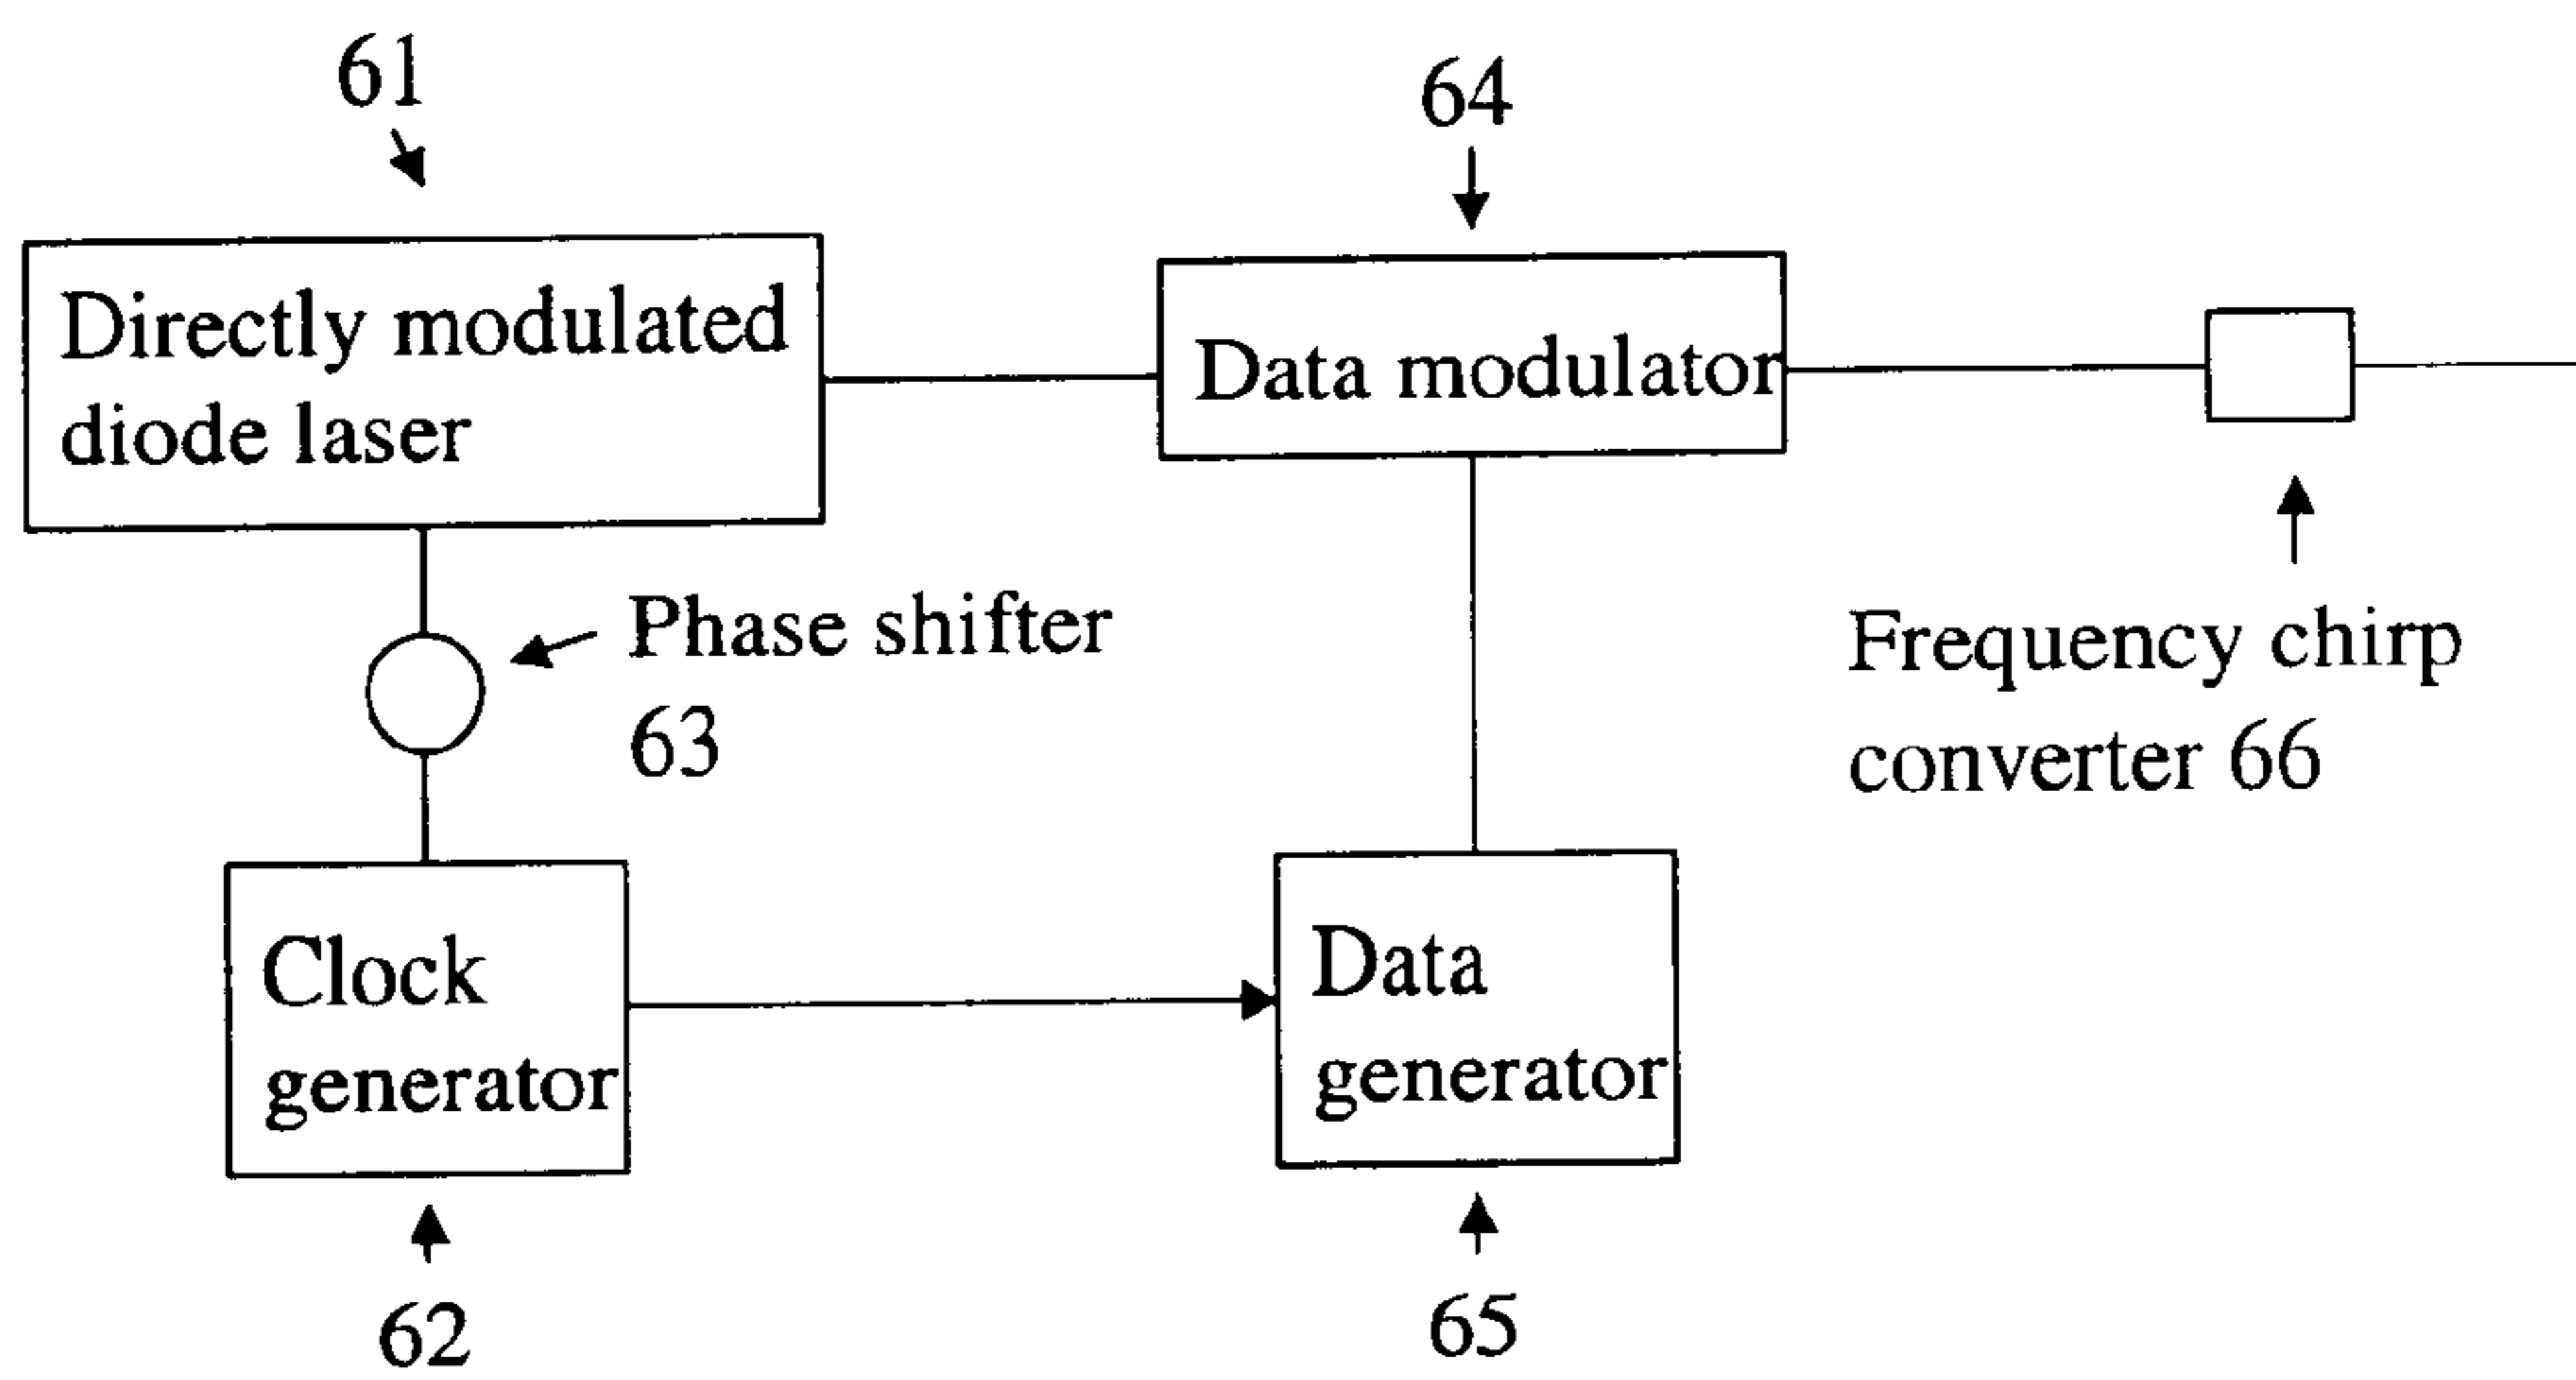 61
64
Directly modulated
diode laser
Data modulator
Phase shifter
63
Frequency chirp
converter 66
Clock
generator
Data
generator
62
65